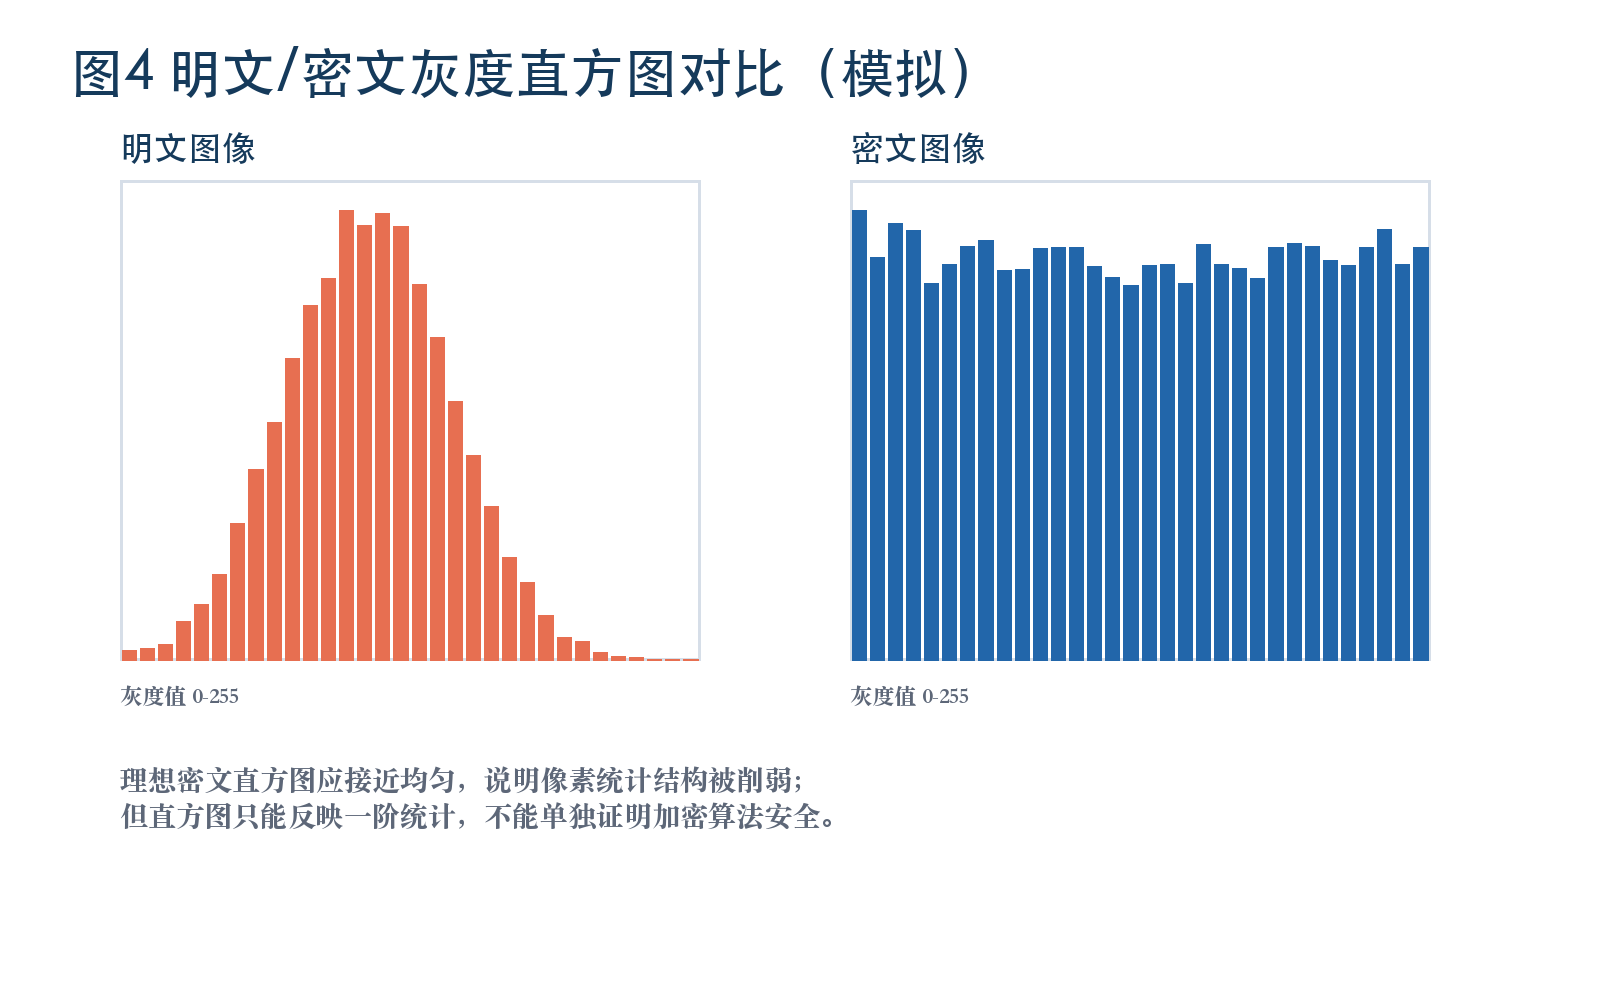 图4 明文/密文灰度直方图对比（模拟）
明文图像
密文图像
灰度值 0-255
灰度值 0-255
理想密文直方图应接近均匀，说明像素统计结构被削弱；
但直方图只能反映一阶统计，不能单独证明加密算法安全。